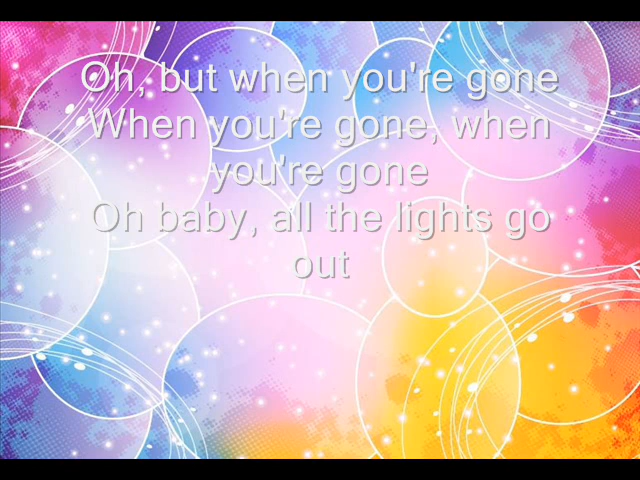 Oh, but when you're gone
When you're gone, when
you're gone
Oh baby, all the lights go
out